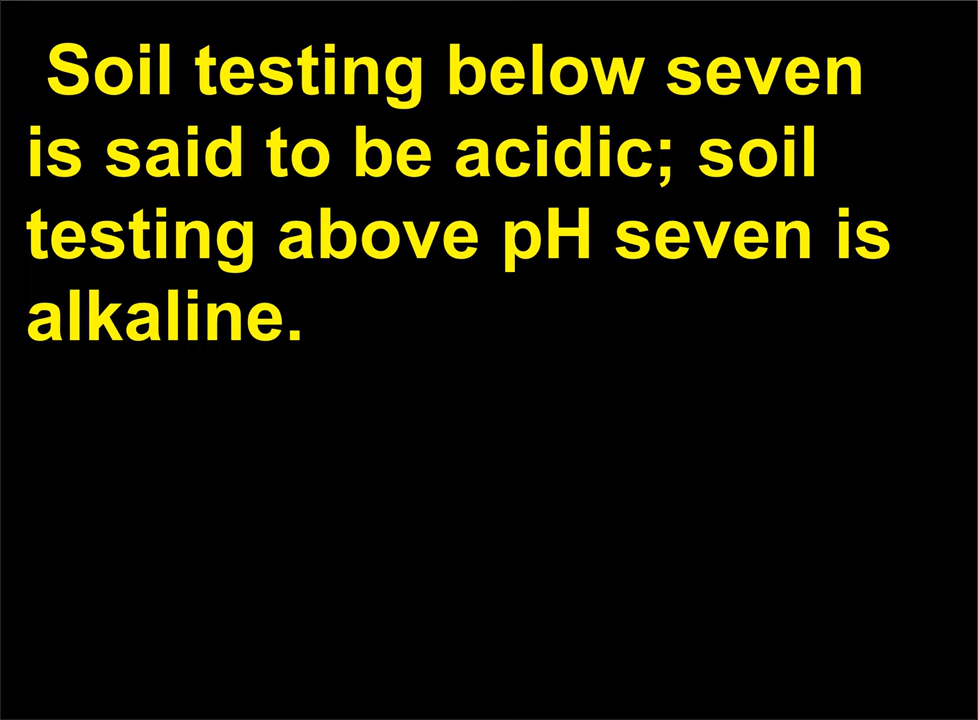 Soil testing below seven
is said to be acidic; soil
testing above pH seven is
alkaline.